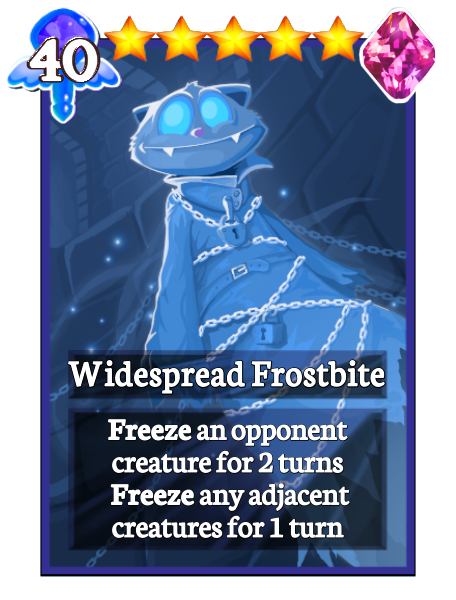 40
Widespread Frostbite
Freeze an opponent
creature for 2 turns
Freeze any adjacent
creatures for 1 turn